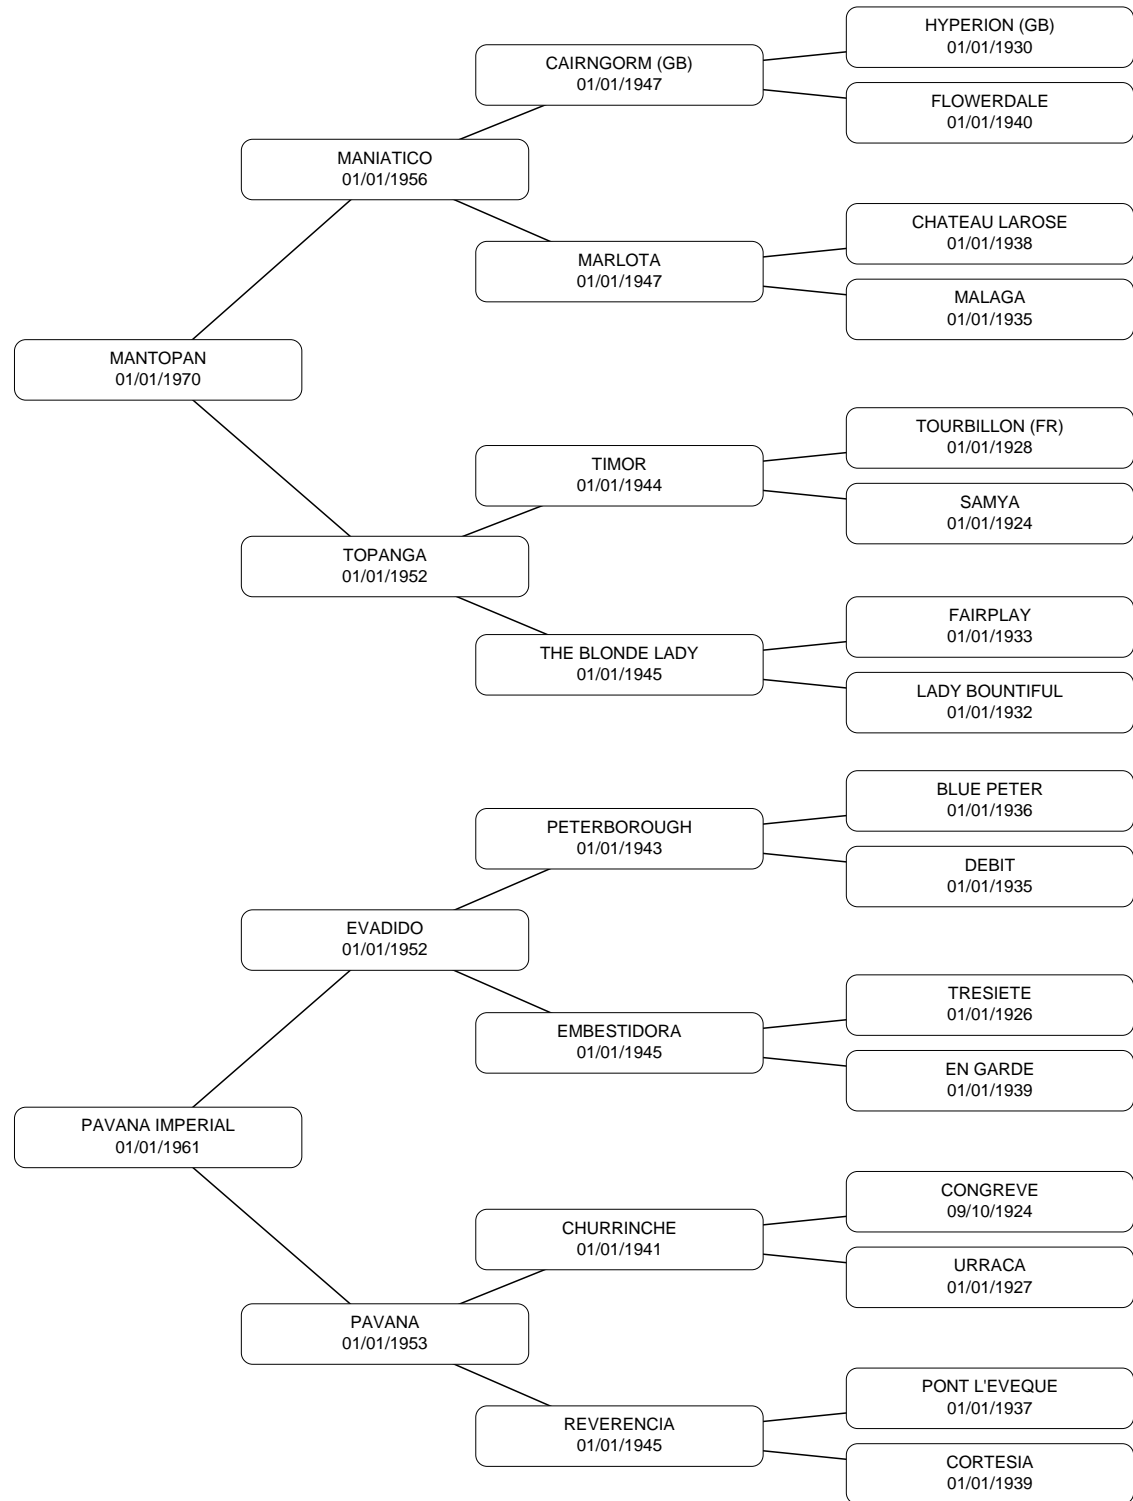 HYPERION (GB)
01/01/1930
CAIRNGORM (GB)
01/01/1947
FLOWERDALE
01/01/1940
MANIATICO
01/01/1956
CHATEAU LAROSE
01/01/1938
MARLOTA
01/01/1947
MALAGA
01/01/1935
MANTOPAN
01/01/1970
TOURBILLON (FR)
01/01/1928
TIMOR
01/01/1944
SAMYA
01/01/1924
TOPANGA
01/01/1952
FAIRPLAY
01/01/1933
THE BLONDE LADY
01/01/1945
LADY BOUNTIFUL
01/01/1932
BLUE PETER
01/01/1936
PETERBOROUGH
01/01/1943
DEBIT
01/01/1935
EVADIDO
01/01/1952
TRESIETE
01/01/1926
EMBESTIDORA
01/01/1945
EN GARDE
01/01/1939
PAVANA IMPERIAL
01/01/1961
CONGREVE
09/10/1924
CHURRINCHE
01/01/1941
URRACA
01/01/1927
PAVANA
01/01/1953
PONT L'EVEQUE
01/01/1937
REVERENCIA
01/01/1945
CORTESIA
01/01/1939